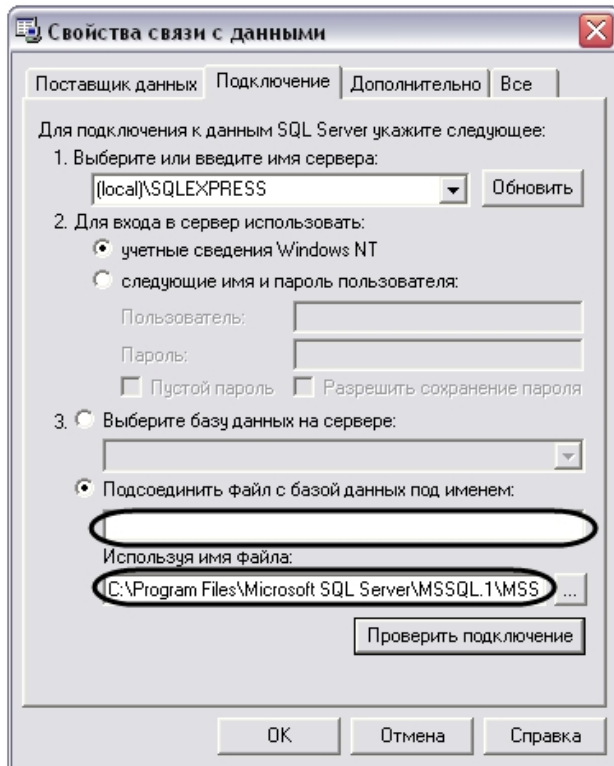 Свойства связи с данными
Поставщик данных Подключение Дополнительно Все
Для подключения к данным SQL Server укажите следующее:
1. Выберите или введите имя сервера:
(local)\SQLEXPRESS Обновить
2. Для входа в сервер использовать:
учетные сведения Windows NT
следующие имя и пароль пользователя:
Пользователь:
Пароль:
Пустой пароль Разрешить сохранение пароля
3. Выберите базу данных на сервере:
Подсоединить файл с базой данных под именем:
Используя имя файла:
C:\Program Files\Microsoft SQL Server\MSSQL.1\MSS ...
Проверить подключение
OK Отмена Справка